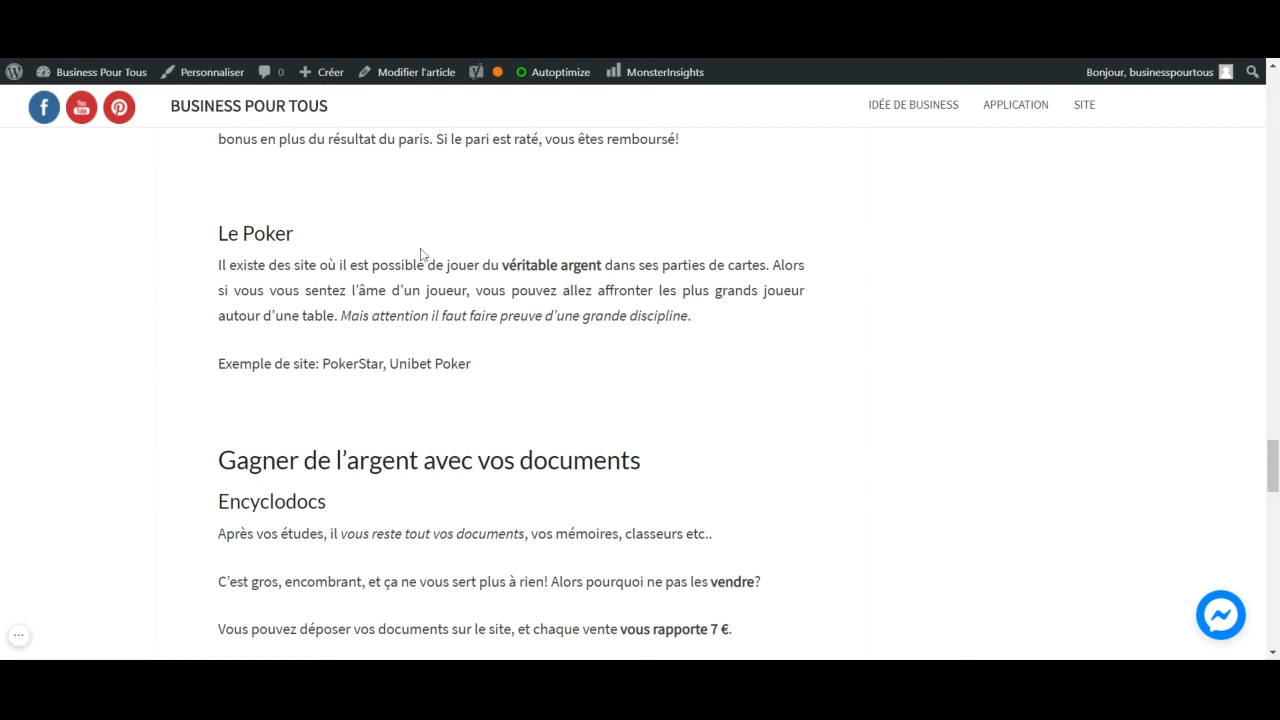 Business Pour Tous Personnaliser 0 Créer Modifier l'article Autoptimize MonsterInsights Bonjour, businesspourtous
You Tube BUSINESS POUR TOUS IDÉE DE BUSINESS APPLICATION SITE
bonus en plus du résultat du paris. Si le pari est raté, vous êtes remboursé!
Le Poker
Il existe des site où il est possible de jouer du véritable argent dans ses parties de cartes. Alors
si vous vous sentez l’âme d’un joueur, vous pouvez allez affronter les plus grands joueur
autour d’une table. Mais attention il faut faire preuve d’une grande discipline.
Exemple de site: PokerStar, Unibet Poker
Gagner de l’argent avec vos documents
Encyclodocs
Après vos études, il vous reste tout vos documents, vos mémoires, classeurs etc..
C’est gros, encombrant, et ça ne vous sert plus à rien! Alors pourquoi ne pas les vendre?
Vous pouvez déposer vos documents sur le site, et chaque vente vous rapporte 7 €.